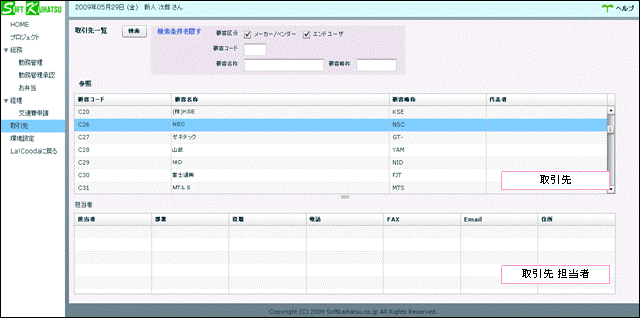 SOFT KAIHATSU
2009年05月29日 (金) 新人 次郎 さん
ヘルプ
HOME
プロジェクト
総務
勤務管理
勤務管理承認
お弁当
経理
交通費申請
取引先
環境設定
La!Coodaに戻る
取引先一覧
検索
検索条件を隠す
顧客区分 メーカー/ベンダー エンドユーザ
顧客コード
顧客名称 顧客略称
参照
顧客コード 顧客名称 顧客略称 代表者
C20 (株)KSE KSE
C26 NSC NSC
C27 ゼネテック GT-
C28 山武 YAM
C29 NID NID
C30 富士通㈱ FJT
C31 MT&S MTS
取引先
担当者
担当者 部署 役職 電話 FAX Email 住所
取引先 担当者
Copyright (C) 2009 Softkaihatsu.co.jp All Rights Reserved.